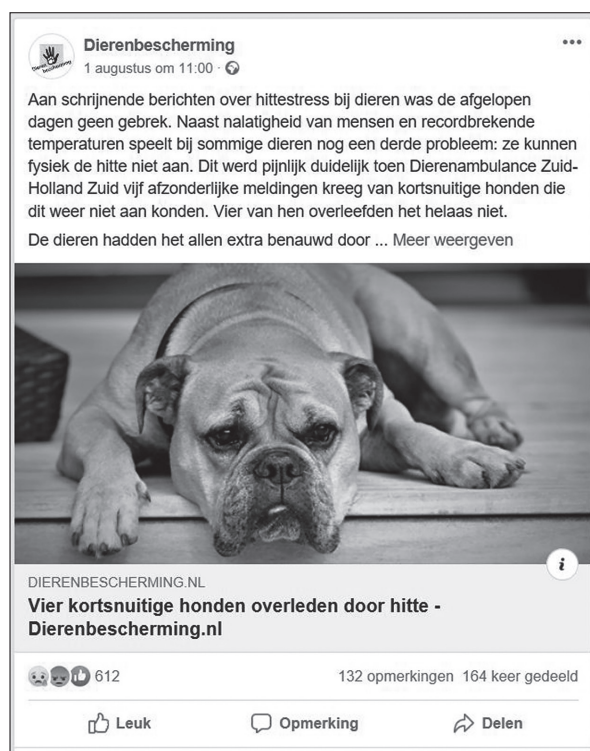 Dierenbescherming
Dierenbescherming
1 augustus om 11:00 ·
Aan schrijnende berichten over hittestress bij dieren was de afgelopen
dagen geen gebrek. Naast nalatigheid van mensen en recordbrekende
temperaturen speelt bij sommige dieren nog een derde probleem: ze kunnen
fysiek de hitte niet aan. Dit werd pijnlijk duidelijk toen Dierenambulance Zuid-
Holland Zuid vijf afzonderlijke meldingen kreeg van kortsnuitige honden die
dit weer niet aan konden. Vier van hen overleefden het helaas niet.
De dieren hadden het allen extra benauwd door ... Meer weergeven
i
DIERENBESCHERMING.NL
Vier kortsnuitige honden overleden door hitte -
Dierenbescherming.nl
612 132 opmerkingen 164 keer gedeeld
Leuk Opmerking Delen